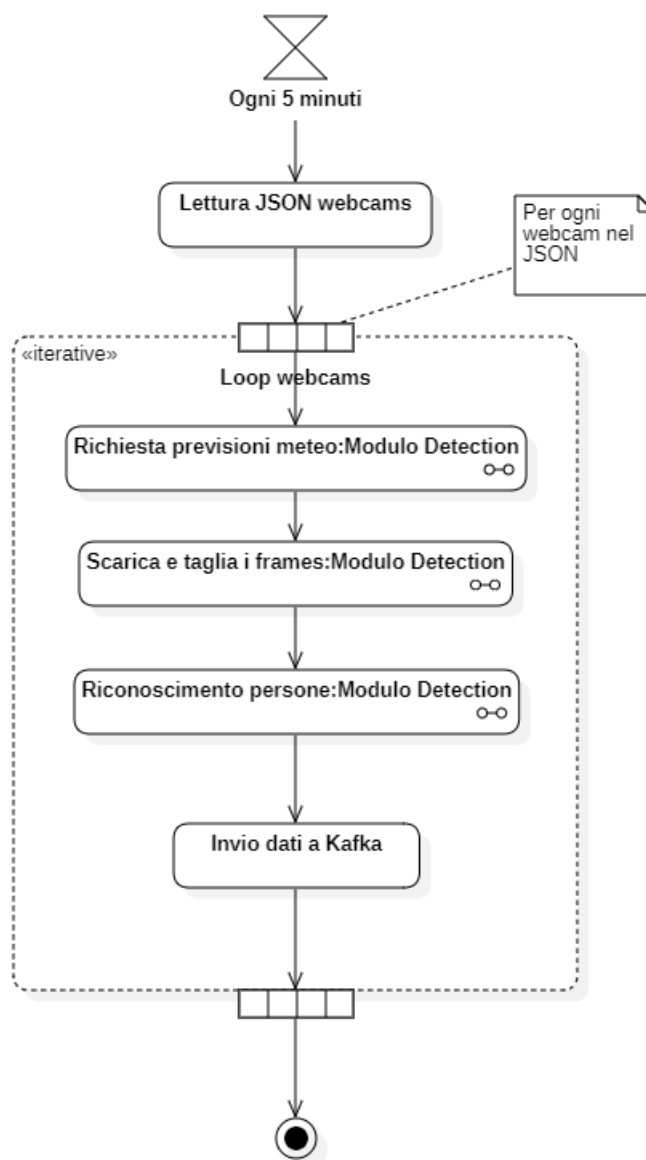 Ogni 5 minuti
Lettura JSON webcams
Per ogni
webcam nel
JSON
«iterative»
Loop webcams
Richiesta previsioni meteo:Modulo Detection
Scarica e taglia i frames:Modulo Detection
Riconoscimento persone:Modulo Detection
Invio dati a Kafka